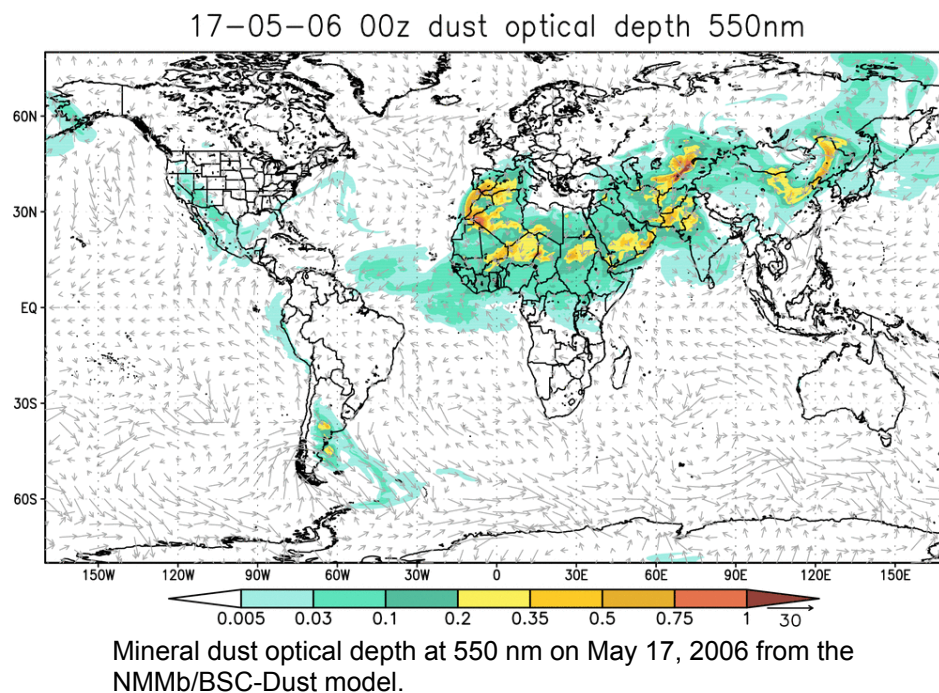 17-05-06 00z dust optical depth 550nm
60N
30N
EQ
30S
60S
150W 120W 90W 60W 30W 0 30E 60E 90E 120E 150E
0.005 0.03 0.1 0.2 0.35 0.5 0.75 1 30
Mineral dust optical depth at 550 nm on May 17, 2006 from the
NMMb/BSC-Dust model.